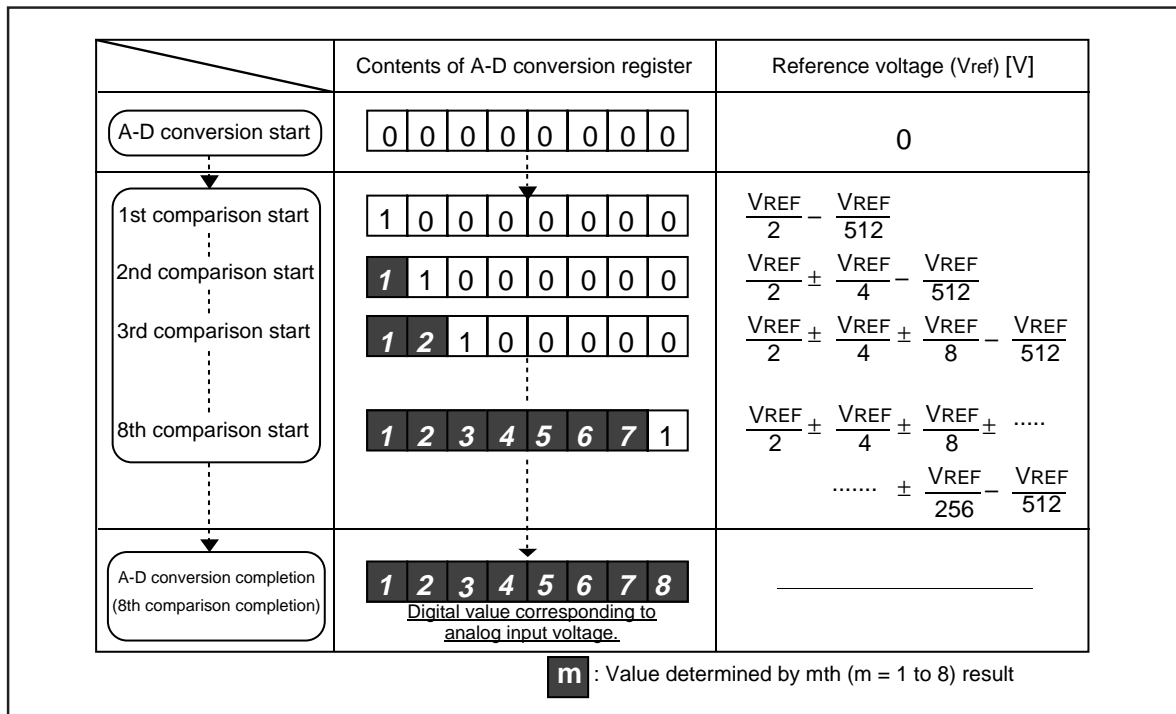 Contents of A-D conversion register
Reference voltage (Vref) [V]
A-D conversion start
0 0 0 0 0 0 0 0
0
1st comparison start
1 0 0 0 0 0 0 0
VREF/2 − VREF/512
2nd comparison start
1 1 0 0 0 0 0 0
VREF/2 ± VREF/4 − VREF/512
3rd comparison start
1 2 1 0 0 0 0 0
VREF/2 ± VREF/4 ± VREF/8 − VREF/512
8th comparison start
1 2 3 4 5 6 7 1
VREF/2 ± VREF/4 ± VREF/8 ± .....
....... ± VREF/256 − VREF/512
A-D conversion completion
(8th comparison completion)
1 2 3 4 5 6 7 8
Digital value corresponding to
analog input voltage.
m : Value determined by mth (m = 1 to 8) result